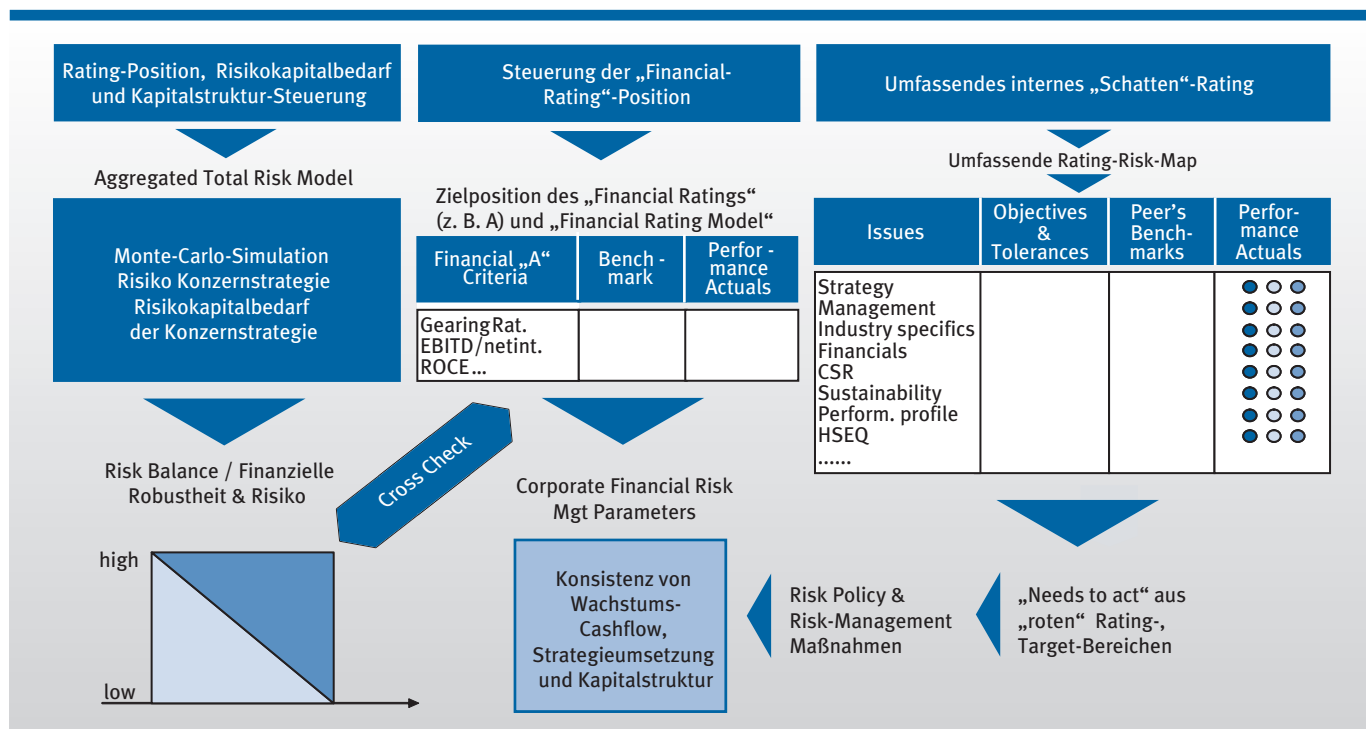 Rating-Position, Risikokapitalbedarf
und Kapitalstruktur-Steuerung
Aggregated Total Risk Model
Monte-Carlo-Simulation
Risiko Konzernstrategie
Risikokapitalbedarf
der Konzernstrategie
Risk Balance / Finanzielle
Robustheit & Risiko
high
low
Cross Check
Steuerung der „Financial-
Rating“-Position
Zielposition des „Financial Ratings“
(z. B. A) und „Financial Rating Model“
Financial „A“
Criteria
Bench -
mark
Perfor -
mance
Actuals
Gearing Rat.
EBITD/netint.
ROCE ...
Corporate Financial Risk
Mgt Parameters
Konsistenz von
Wachstums-
Cashflow,
Strategieumsetzung
und Kapitalstruktur
Umfassendes internes „Schatten“-Rating
Umfassende Rating-Risk-Map
Issues
Objectives
&
Tolerances
Peer's
Bench-
marks
Perfor-
mance
Actuals
Strategy
Management
Industry specifics
Financials
CSR
Sustainability
Perform. profile
HSEQ
......
Risk Policy &
Risk-Management
Maßnahmen
„Needs to act“ aus
„roten“ Rating-,
Target-Bereichen